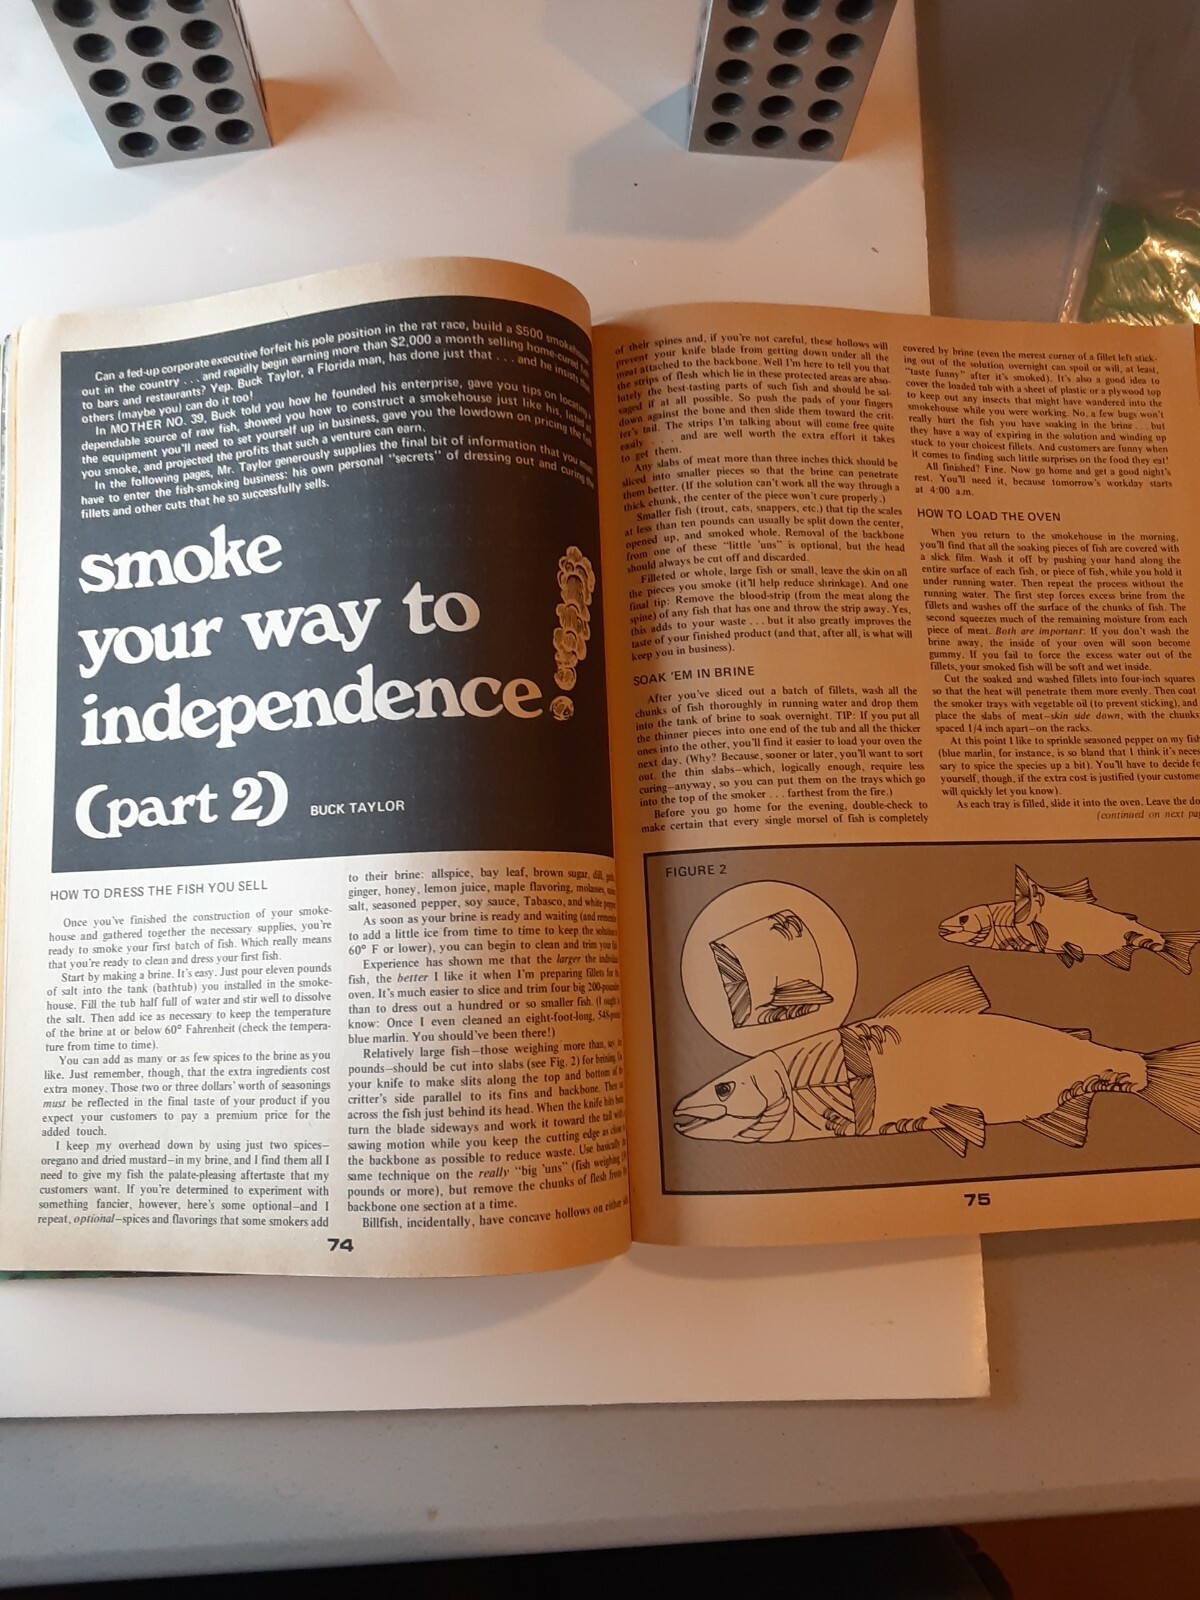 Can a fed-up corporate executive forfeit his pole position in the rat race, build a $500 smokehouse
out in the country . . . and rapidly begin earning more than $2,000 a month selling home-cured
to bars and restaurants? Yep. Buck Taylor, a Florida man, has done just that . . . and he insists
others (maybe you) can do it too!
In MOTHER NO. 39, Buck told you how he founded his enterprise, gave you tips on locating
dependable source of raw fish, showed you how to construct a smokehouse just like his, listed all
the equipment you'll need to set yourself up in business, gave you the lowdown on pricing the fish
you smoke, and projected the profits that such a venture can earn.
In the following pages, Mr. Taylor generously supplies the final bit of information that you must
have to enter the fish-smoking business: his own personal "secrets" of dressing out and curing the
fillets and other cuts that he so successfully sells.
smoke
your way to
independence!
(part 2)
BUCK TAYLOR
HOW TO DRESS THE FISH YOU SELL
Once you've finished the construction of your smoke-
house and gathered together the necessary supplies, you're
ready to smoke your first batch of fish. Which really means
that you're ready to clean and dress your first fish.
Start by making a brine. It's easy. Just pour eleven pounds
of salt into the tank (bathtub) you installed in the smoke-
house. Fill the tub half full of water and stir well to dissolve
the salt. Then add ice as necessary to keep the temperature
of the brine at or below 60° Fahrenheit (check the tempera-
ture from time to time).
You can add as many or as few spices to the brine as you
like. Just remember, though, that the extra ingredients cost
extra money. Those two or three dollars' worth of seasonings
must be reflected in the final taste of your product if you
expect your customers to pay a premium price for the
added touch.
I keep my overhead down by using just two spices—
oregano and dried mustard—in my brine, and I find them all I
need to give my fish the palate-pleasing aftertaste that my
customers want. If you're determined to experiment with
something fancier, however, here's some optional—and I
repeat, optional—spices and flavorings that some smokers add
to their brine: allspice, bay leaf, brown sugar, dill,
ginger, honey, lemon juice, maple flavoring, molasses,
salt, seasoned pepper, soy sauce, Tabasco, and white pepper.
As soon as your brine is ready and waiting (and remember
to add a little ice from time to time to keep the solution
60° F or lower), you can begin to clean and trim your
Experience has shown me that the larger the individual
fish, the better I like it when I'm preparing fillets for the
oven. It's much easier to slice and trim four big 200-pounders
than to dress out a hundred or so smaller fish. (I ought
know: Once I even cleaned an eight-foot-long,
blue marlin. You should've been there!)
Relatively large fish—those weighing more than, say,
pounds—should be cut into slabs (see Fig. 2) for brining. Use
your knife to make slits along the top and bottom of the
critter's side parallel to its fins and backbone. Then
across the fish just behind its head. When the knife hits bone
turn the blade sideways and work it toward the tail with
sawing motion while you keep the cutting edge as close
the backbone as possible to reduce waste. Use basically the
same technique on the really "big 'uns" (fish weighing
pounds or more), but remove the chunks of flesh from the
backbone one section at a time.
Billfish, incidentally, have concave hollows on either side
74
of their spines and, if you're not careful, these hollows will
prevent your knife blade from getting down under all the
meat attached to the backbone. Well I'm here to tell you that
the strips of flesh which lie in these protected areas are abso-
lutely the best-tasting parts of such fish and should be sal-
vaged if at all possible. So push the pads of your fingers
down against the bone and then slide them toward the crit-
ter's tail. The strips I'm talking about will come free quite
easily . . . and are well worth the extra effort it takes
to get them.
Any slabs of meat more than three inches thick should be
sliced into smaller pieces so that the brine can penetrate
them better. (If the solution can't work all the way through a
thick chunk, the center of the piece won't cure properly.)
Smaller fish (trout, cats, snappers, etc.) that tip the scales
at less than ten pounds can usually be split down the center,
opened up, and smoked whole. Removal of the backbone
from one of these "little 'uns" is optional, but the head
should always be cut off and discarded.
Filleted or whole, large fish or small, leave the skin on all
the pieces you smoke (it'll help reduce shrinkage). And one
final tip: Remove the blood-strip (from the meat along the
spine) of any fish that has one and throw the strip away. Yes,
this adds to your waste . . . but it also greatly improves the
taste of your finished product (and that, after all, is what will
keep you in business).
SOAK 'EM IN BRINE
After you've sliced out a batch of fillets, wash all the
chunks of fish thoroughly in running water and drop them
into the tank of brine to soak overnight. TIP: If you put all
the thinner pieces into one end of the tub and all the thicker
ones into the other, you'll find it easier to load your oven the
next day. (Why? Because, sooner or later, you'll want to sort
out the thin slabs—which, logically enough, require less
curing—anyway, so you can put them on the trays which go
into the top of the smoker . . . farthest from the fire.)
Before you go home for the evening, double-check to
make certain that every single morsel of fish is completely
covered by brine (even the merest corner of a fillet left stick-
ing out of the solution overnight can spoil or will, at least,
"taste funny" after it's smoked). It's also a good idea to
cover the loaded tub with a sheet of plastic or a plywood top
to keep out any insects that might have wandered into the
smokehouse while you were working. No, a few bugs won't
really hurt the fish you have soaking in the brine . . . but
they have a way of expiring in the solution and winding up
stuck to your choicest fillets. And customers are funny when
it comes to finding such little surprises on the food they eat!
All finished? Fine. Now go home and get a good night's
rest. You'll need it, because tomorrow's workday starts
at 4:00 a.m.
HOW TO LOAD THE OVEN
When you return to the smokehouse in the morning,
you'll find that all the soaking pieces of fish are covered with
a slick film. Wash it off by pushing your hand along the
entire surface of each fish, or piece of fish, while you hold it
under running water. Then repeat the process without the
running water. The first step forces excess brine from the
fillets and washes off the surface of the chunks of fish. The
second squeezes much of the remaining moisture from each
piece of meat. Both are important. If you don't wash the
brine away, the inside of your oven will soon become
gummy. If you fail to force the excess water out of the
fillets, your smoked fish will be soft and wet inside.
Cut the soaked and washed fillets into four-inch squares
so that the heat will penetrate them more evenly. Then coat
the smoker trays with vegetable oil (to prevent sticking), and
place the slabs of meat—skin side down, with the chunks
spaced 1/4 inch apart—on the racks.
At this point I like to sprinkle seasoned pepper on my fish
(blue marlin, for instance, is so bland that I think it's neces-
sary to spice the species up a bit). You'll have to decide for
yourself, though, if the extra cost is justified (your customers
will quickly let you know).
As each tray is filled, slide it into the oven. Leave the door
(continued on next page)
FIGURE 2
75